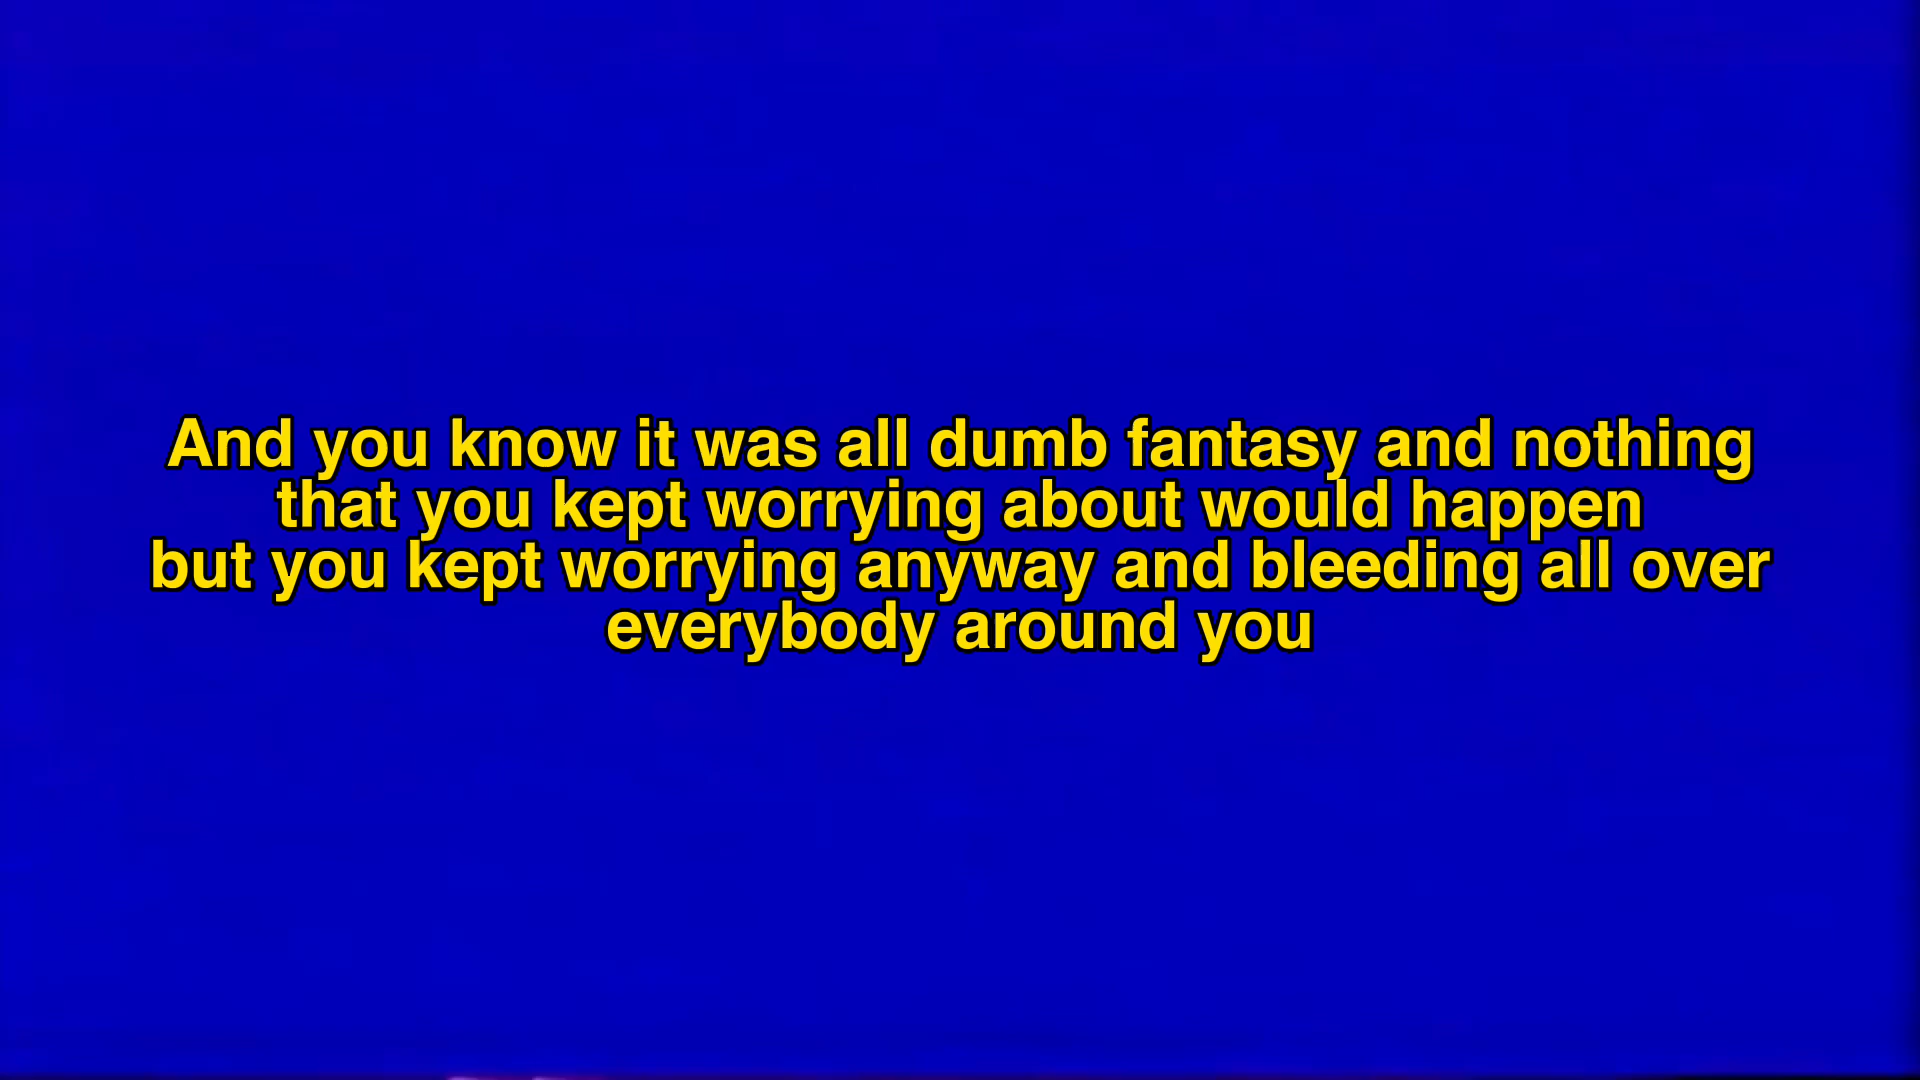 And you know it was all dumb fantasy and nothing
that you kept worrying about would happen
but you kept worrying anyway and bleeding all over
everybody around you